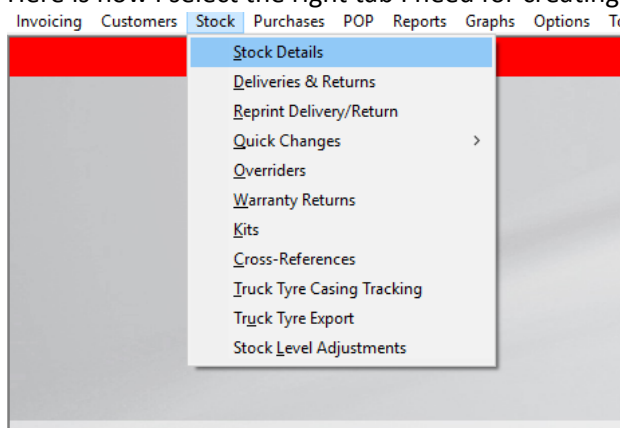 Here is how I select the right tab I need for creating
Invoicing Customers Stock Purchases POP Reports Graphs Options
Stock Details
Deliveries & Returns
Reprint Delivery/Return
Quick Changes >
Overriders
Warranty Returns
Kits
Cross-References
Truck Tyre Casing Tracking
Truck Tyre Export
Stock Level Adjustments